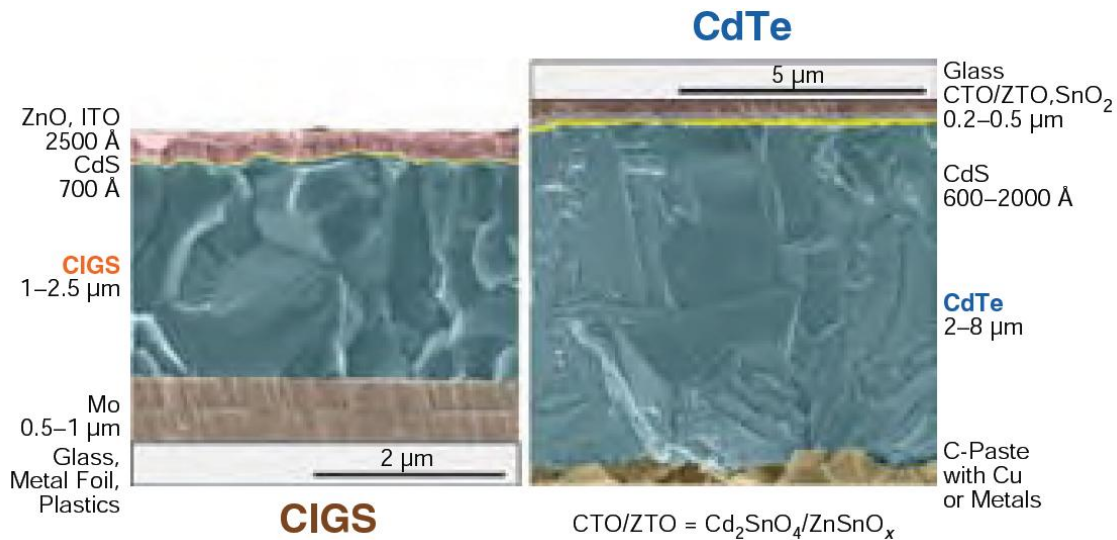 CdTe
ZnO, ITO
2500 Å
CdS
700 Å
CIGS
1–2.5 µm
Mo
0.5–1 µm
Glass,
Metal Foil,
Plastics
2 µm
CIGS
5 µm
Glass
CTO/ZTO,SnO₂
0.2–0.5 µm
CdS
600–2000 Å
CdTe
2–8 µm
C-Paste
with Cu
or Metals
CTO/ZTO = Cd₂SnO₄/ZnSnOₓ